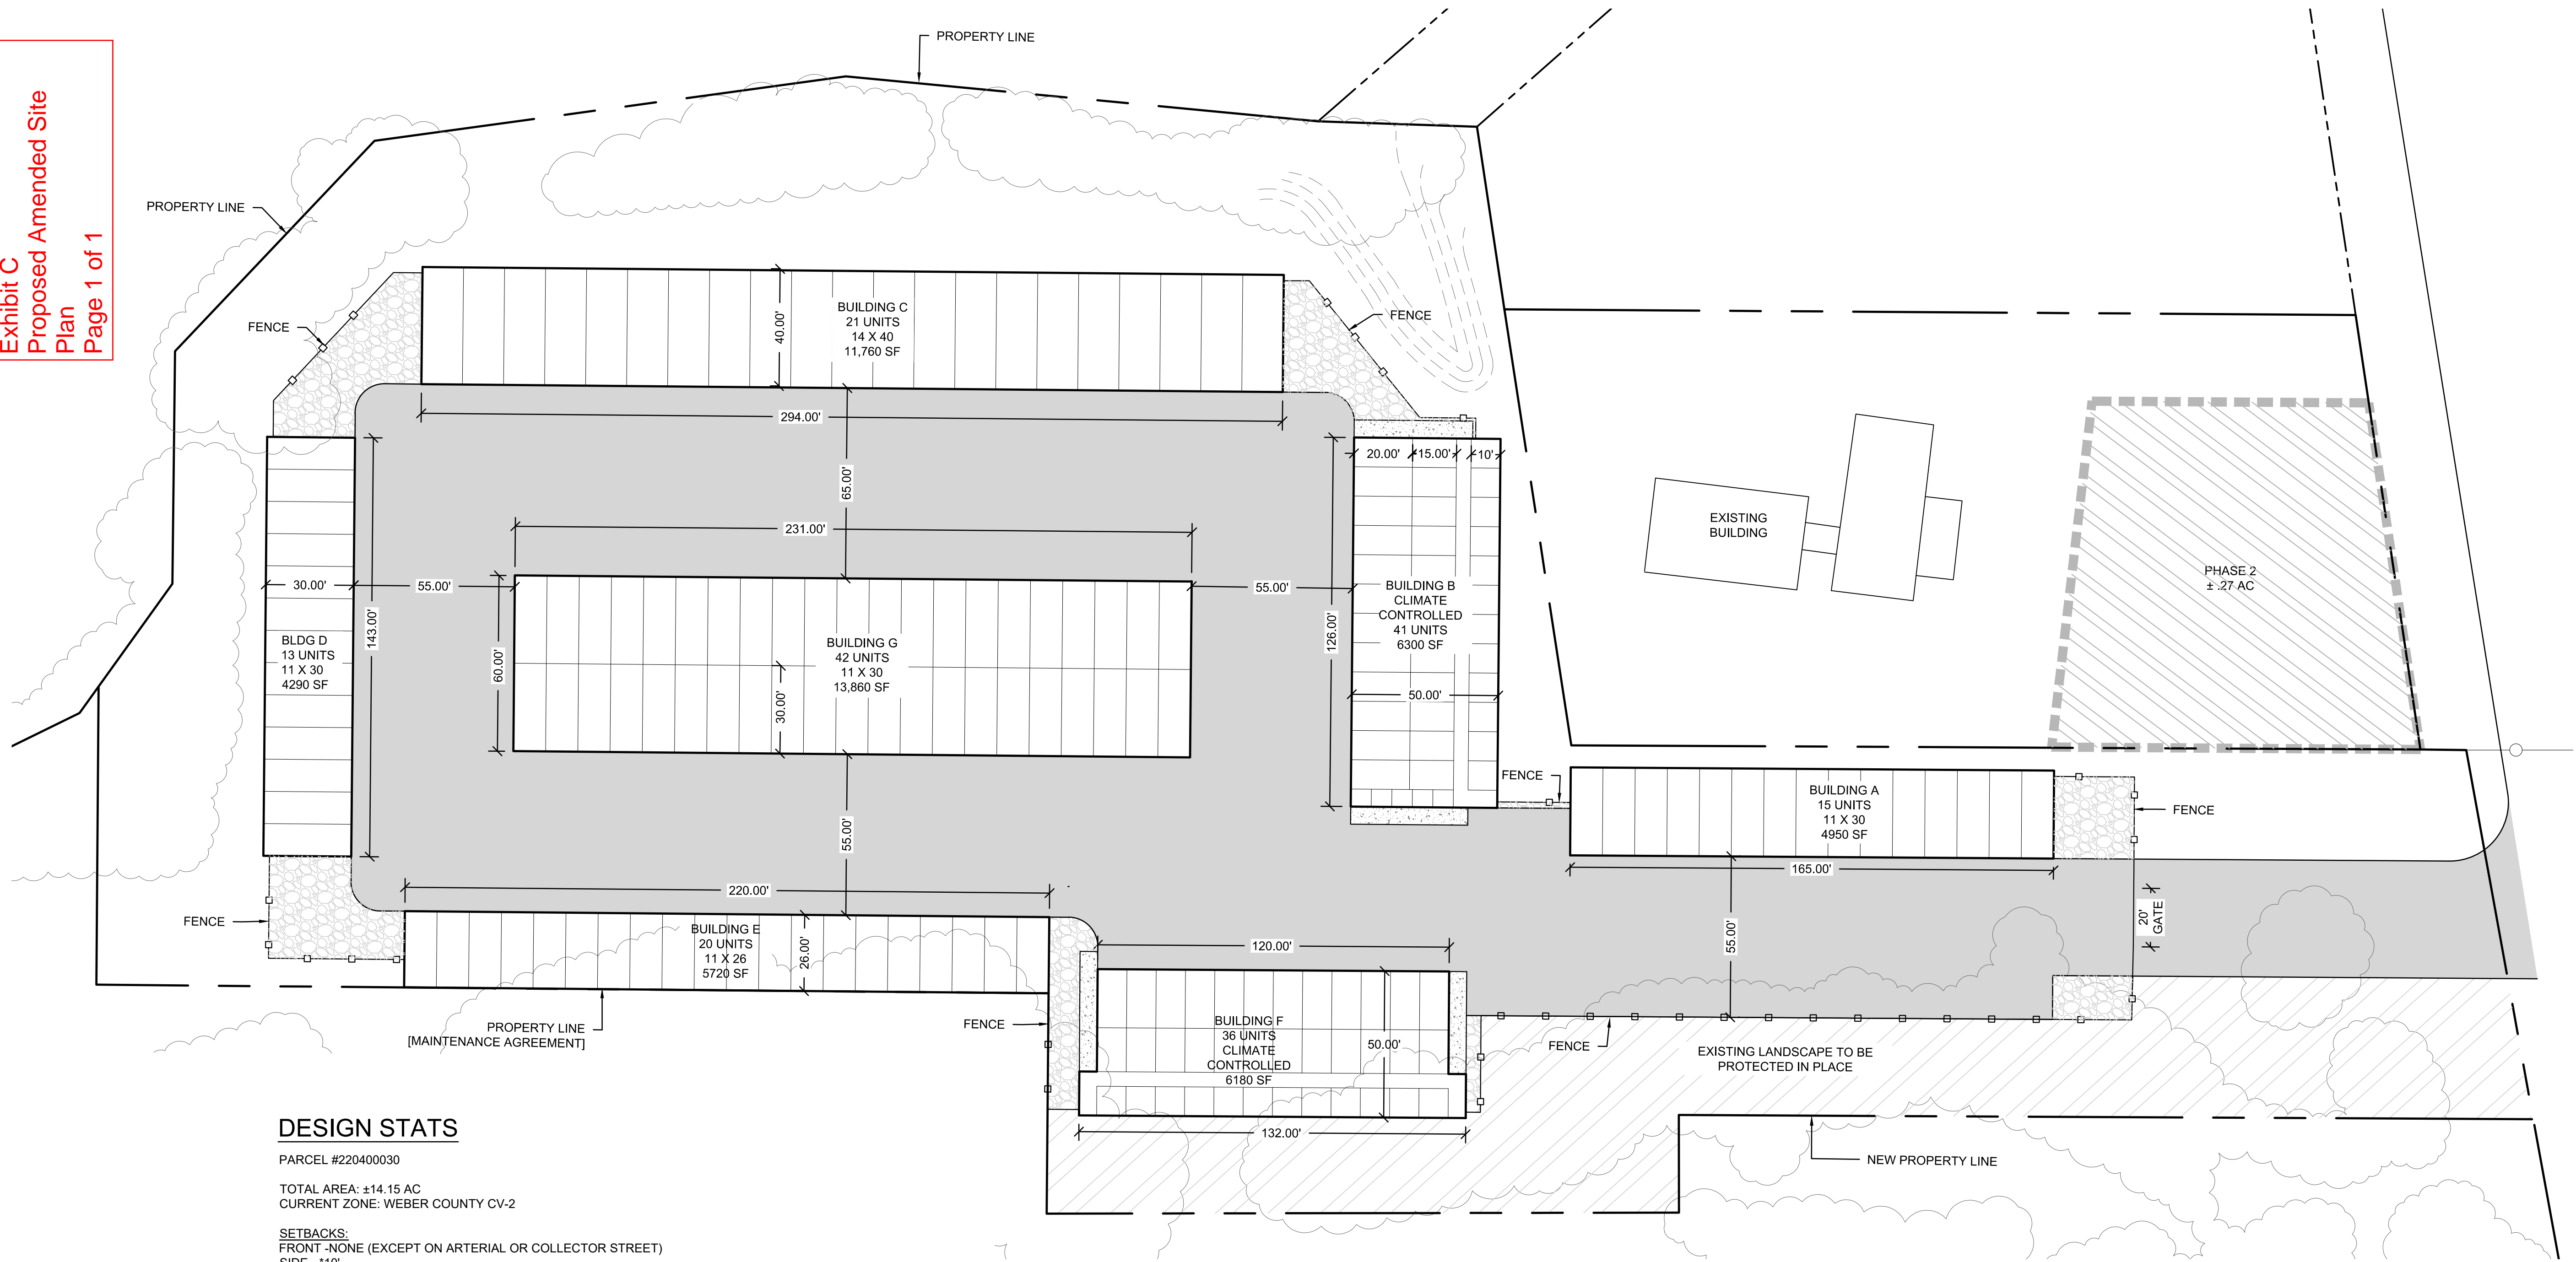 Exhibit C
Proposed Amended Site
Plan
Page 1 of 1
PROPERTY LINE
PROPERTY LINE
FENCE
FENCE
BUILDING C
21 UNITS
14 X 40
11,760 SF
40.00'
294.00'
65.00'
20.00'
15.00'
10'
231.00'
30.00'
55.00'
55.00'
143.00'
60.00'
126.00'
BLDG D
13 UNITS
11 X 30
4290 SF
BUILDING G
42 UNITS
11 X 30
13,860 SF
30.00'
BUILDING B
CLIMATE
CONTROLLED
41 UNITS
6300 SF
50.00'
EXISTING
BUILDING
PHASE 2
± .27 AC
FENCE
BUILDING A
15 UNITS
11 X 30
4950 SF
FENCE
165.00'
55.00'
220.00'
FENCE
BUILDING E
20 UNITS
11 X 26
5720 SF
26.00'
120.00'
55.00'
20'
GATE
PROPERTY LINE
[MAINTENANCE AGREEMENT]
FENCE
BUILDING F
36 UNITS
CLIMATE
CONTROLLED
6180 SF
50.00'
132.00'
FENCE
EXISTING LANDSCAPE TO BE
PROTECTED IN PLACE
NEW PROPERTY LINE
DESIGN STATS
PARCEL #220400030
TOTAL AREA: ±14.15 AC
CURRENT ZONE: WEBER COUNTY CV-2
SETBACKS:
FRONT -NONE (EXCEPT ON ARTERIAL OR COLLECTOR STREET)